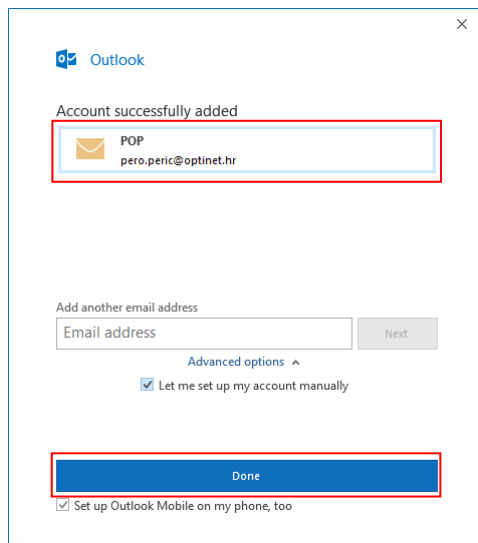 Outlook
Account successfully added
POP
pero.peric@optinet.hr
Add another email address
Email address
Next
Advanced options
Let me set up my account manually
Done
Set up Outlook Mobile on my phone, too